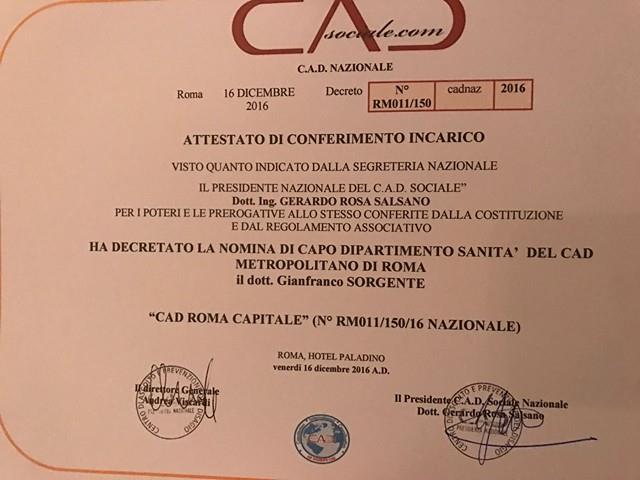 CAD
sociale.com
C.A.D. NAZIONALE
Roma 16 DICEMBRE 2016 Decreto N° RM011/150 cadnaz 2016
ATTESTATO DI CONFERIMENTO INCARICO
VISTO QUANTO INDICATO DALLA SEGRETERIA NAZIONALE
IL PRESIDENTE NAZIONALE DEL C.A.D. SOCIALE”
Dott. Ing. GERARDO ROSA SALSANO
PER I POTERI E LE PREROGATIVE ALLO STESSO CONFERITE DALLA COSTITUZIONE
E DAL REGOLAMENTO ASSOCIATIVO
HA DECRETATO LA NOMINA DI CAPO DIPARTIMENTO SANITA’ DEL CAD
METROPOLITANO DI ROMA
il dott. Gianfranco SORGENTE
“CAD ROMA CAPITALE” (N° RM011/150/16 NAZIONALE)
ROMA, HOTEL PALADINO
venerdi 16 dicembre 2016 A.D.
Il direttore Generale
Andrea Viscardi
Il Presidente C.A.D. Sociale Nazionale
Dott. Gerardo Rosa Salsano
CAD